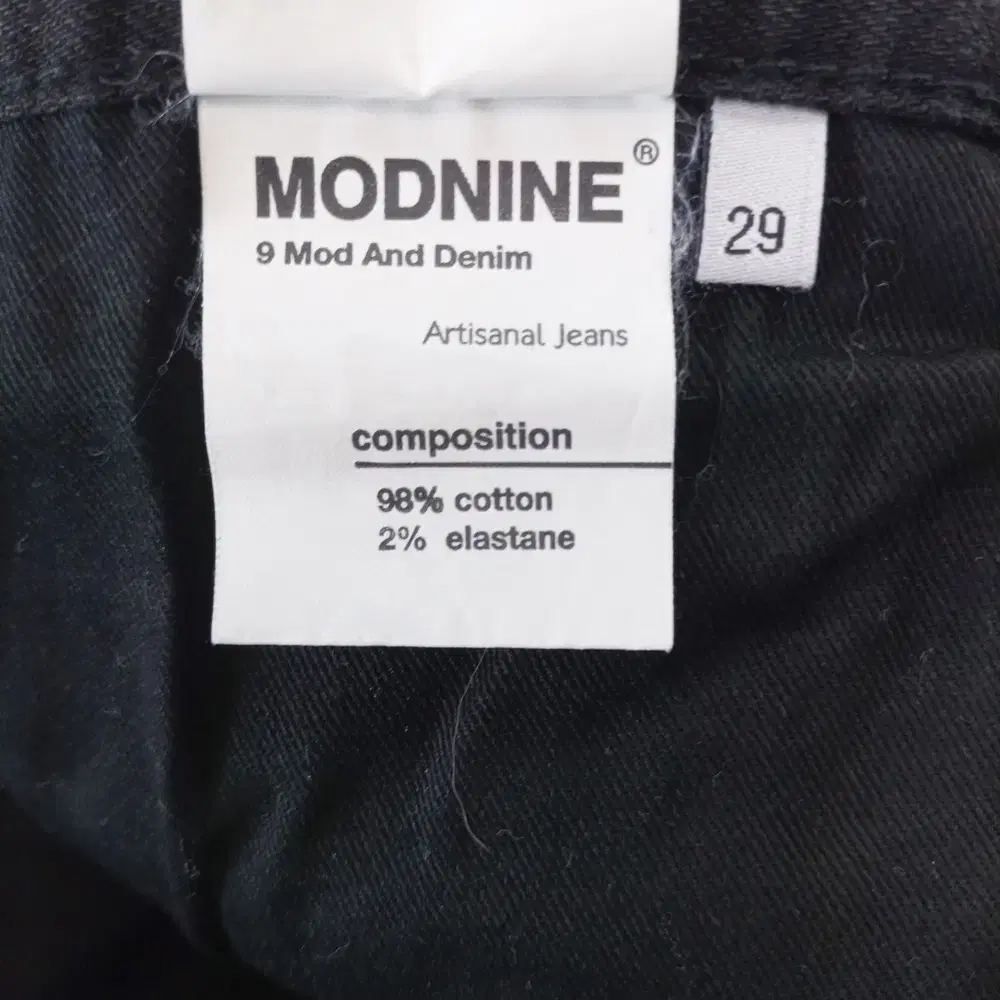 MODNINE®
9 Mod And Denim
Artisanal Jeans
composition
98% cotton
2% elastane
29